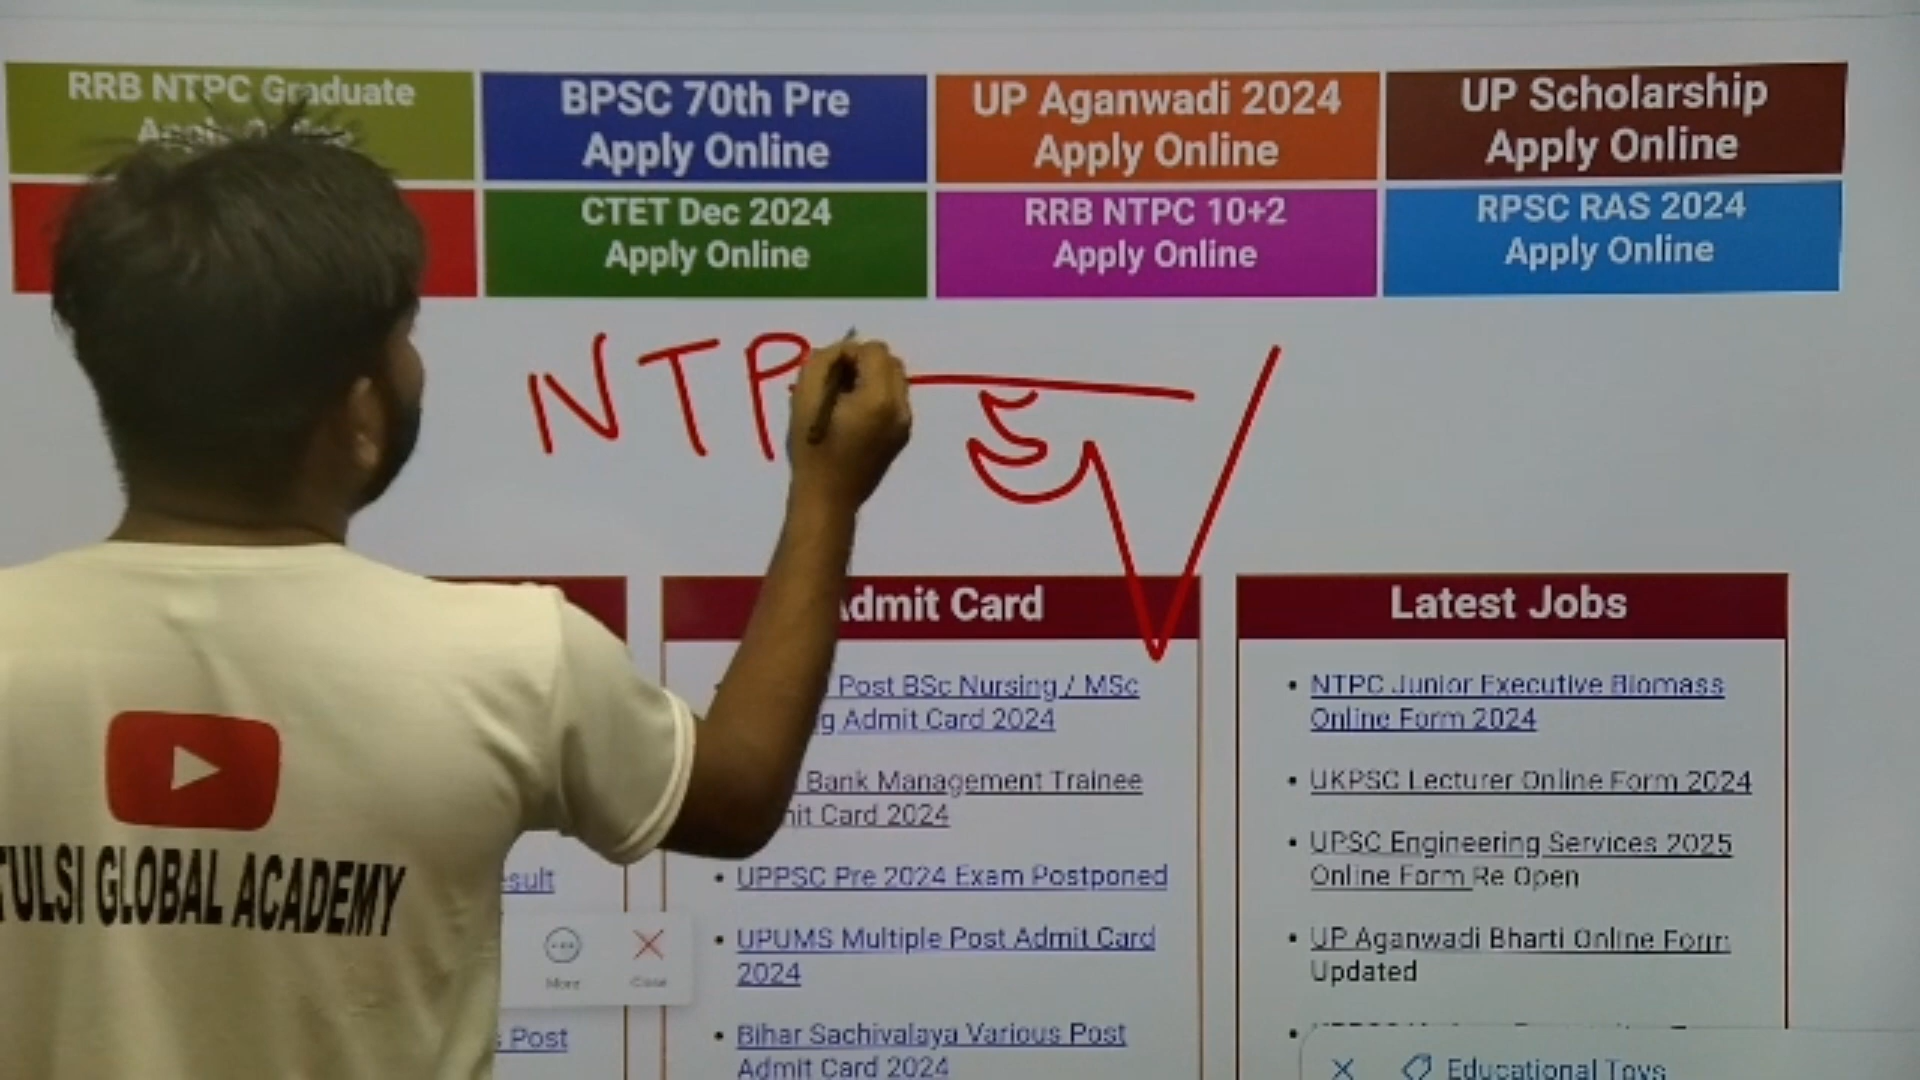 RRB NTPC Graduate
Apply Online
BPSC 70th Pre
Apply Online
UP Aganwadi 2024
Apply Online
UP Scholarship
Apply Online
CTET Dec 2024
Apply Online
RRB NTPC 10+2
Apply Online
RPSC RAS 2024
Apply Online
NTP
Admit Card
Post BSc Nursing / MSc
Admit Card 2024
Bank Management Trainee
Card 2024
UPPSC Pre 2024 Exam Postponed
UPUMS Multiple Post Admit Card
2024
Bihar Sachivalaya Various Post
Admit Card 2024
Latest Jobs
NTPC Junior Executive Biomass
Online Form 2024
UKPSC Lecturer Online Form 2024
UPSC Engineering Services 2025
Online Form Re Open
UP Aganwadi Bharti Online Form
Updated
Educational Toys
More
Close
Post
TULSI GLOBAL ACADEMY